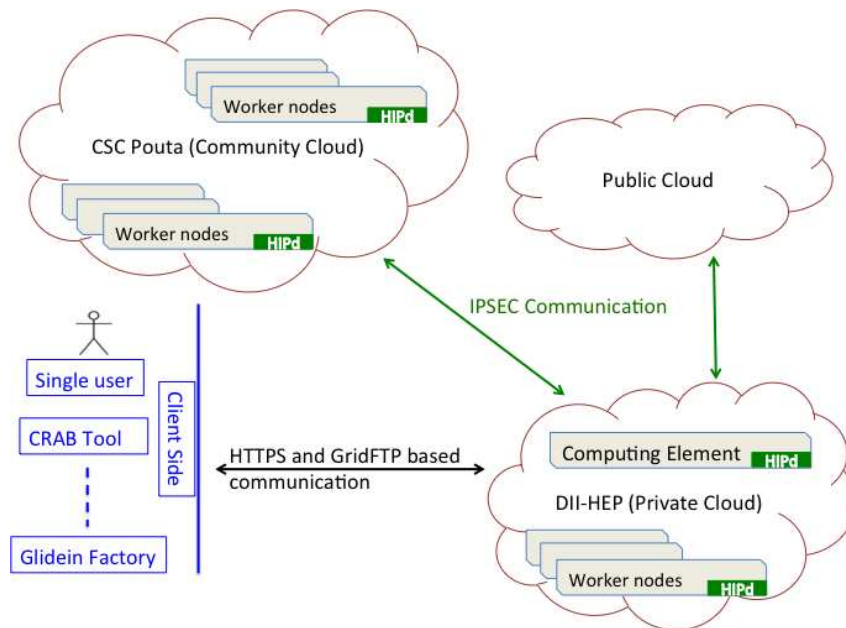 Worker nodes
HIPd
CSC Pouta (Community Cloud)
Worker nodes
HIPd
Public Cloud
IPSEC Communication
Single user
CRAB Tool
Glidein Factory
Client Side
HTTPS and GridFTP based
communication
Computing Element
HIPd
DII-HEP (Private Cloud)
Worker nodes
HIPd